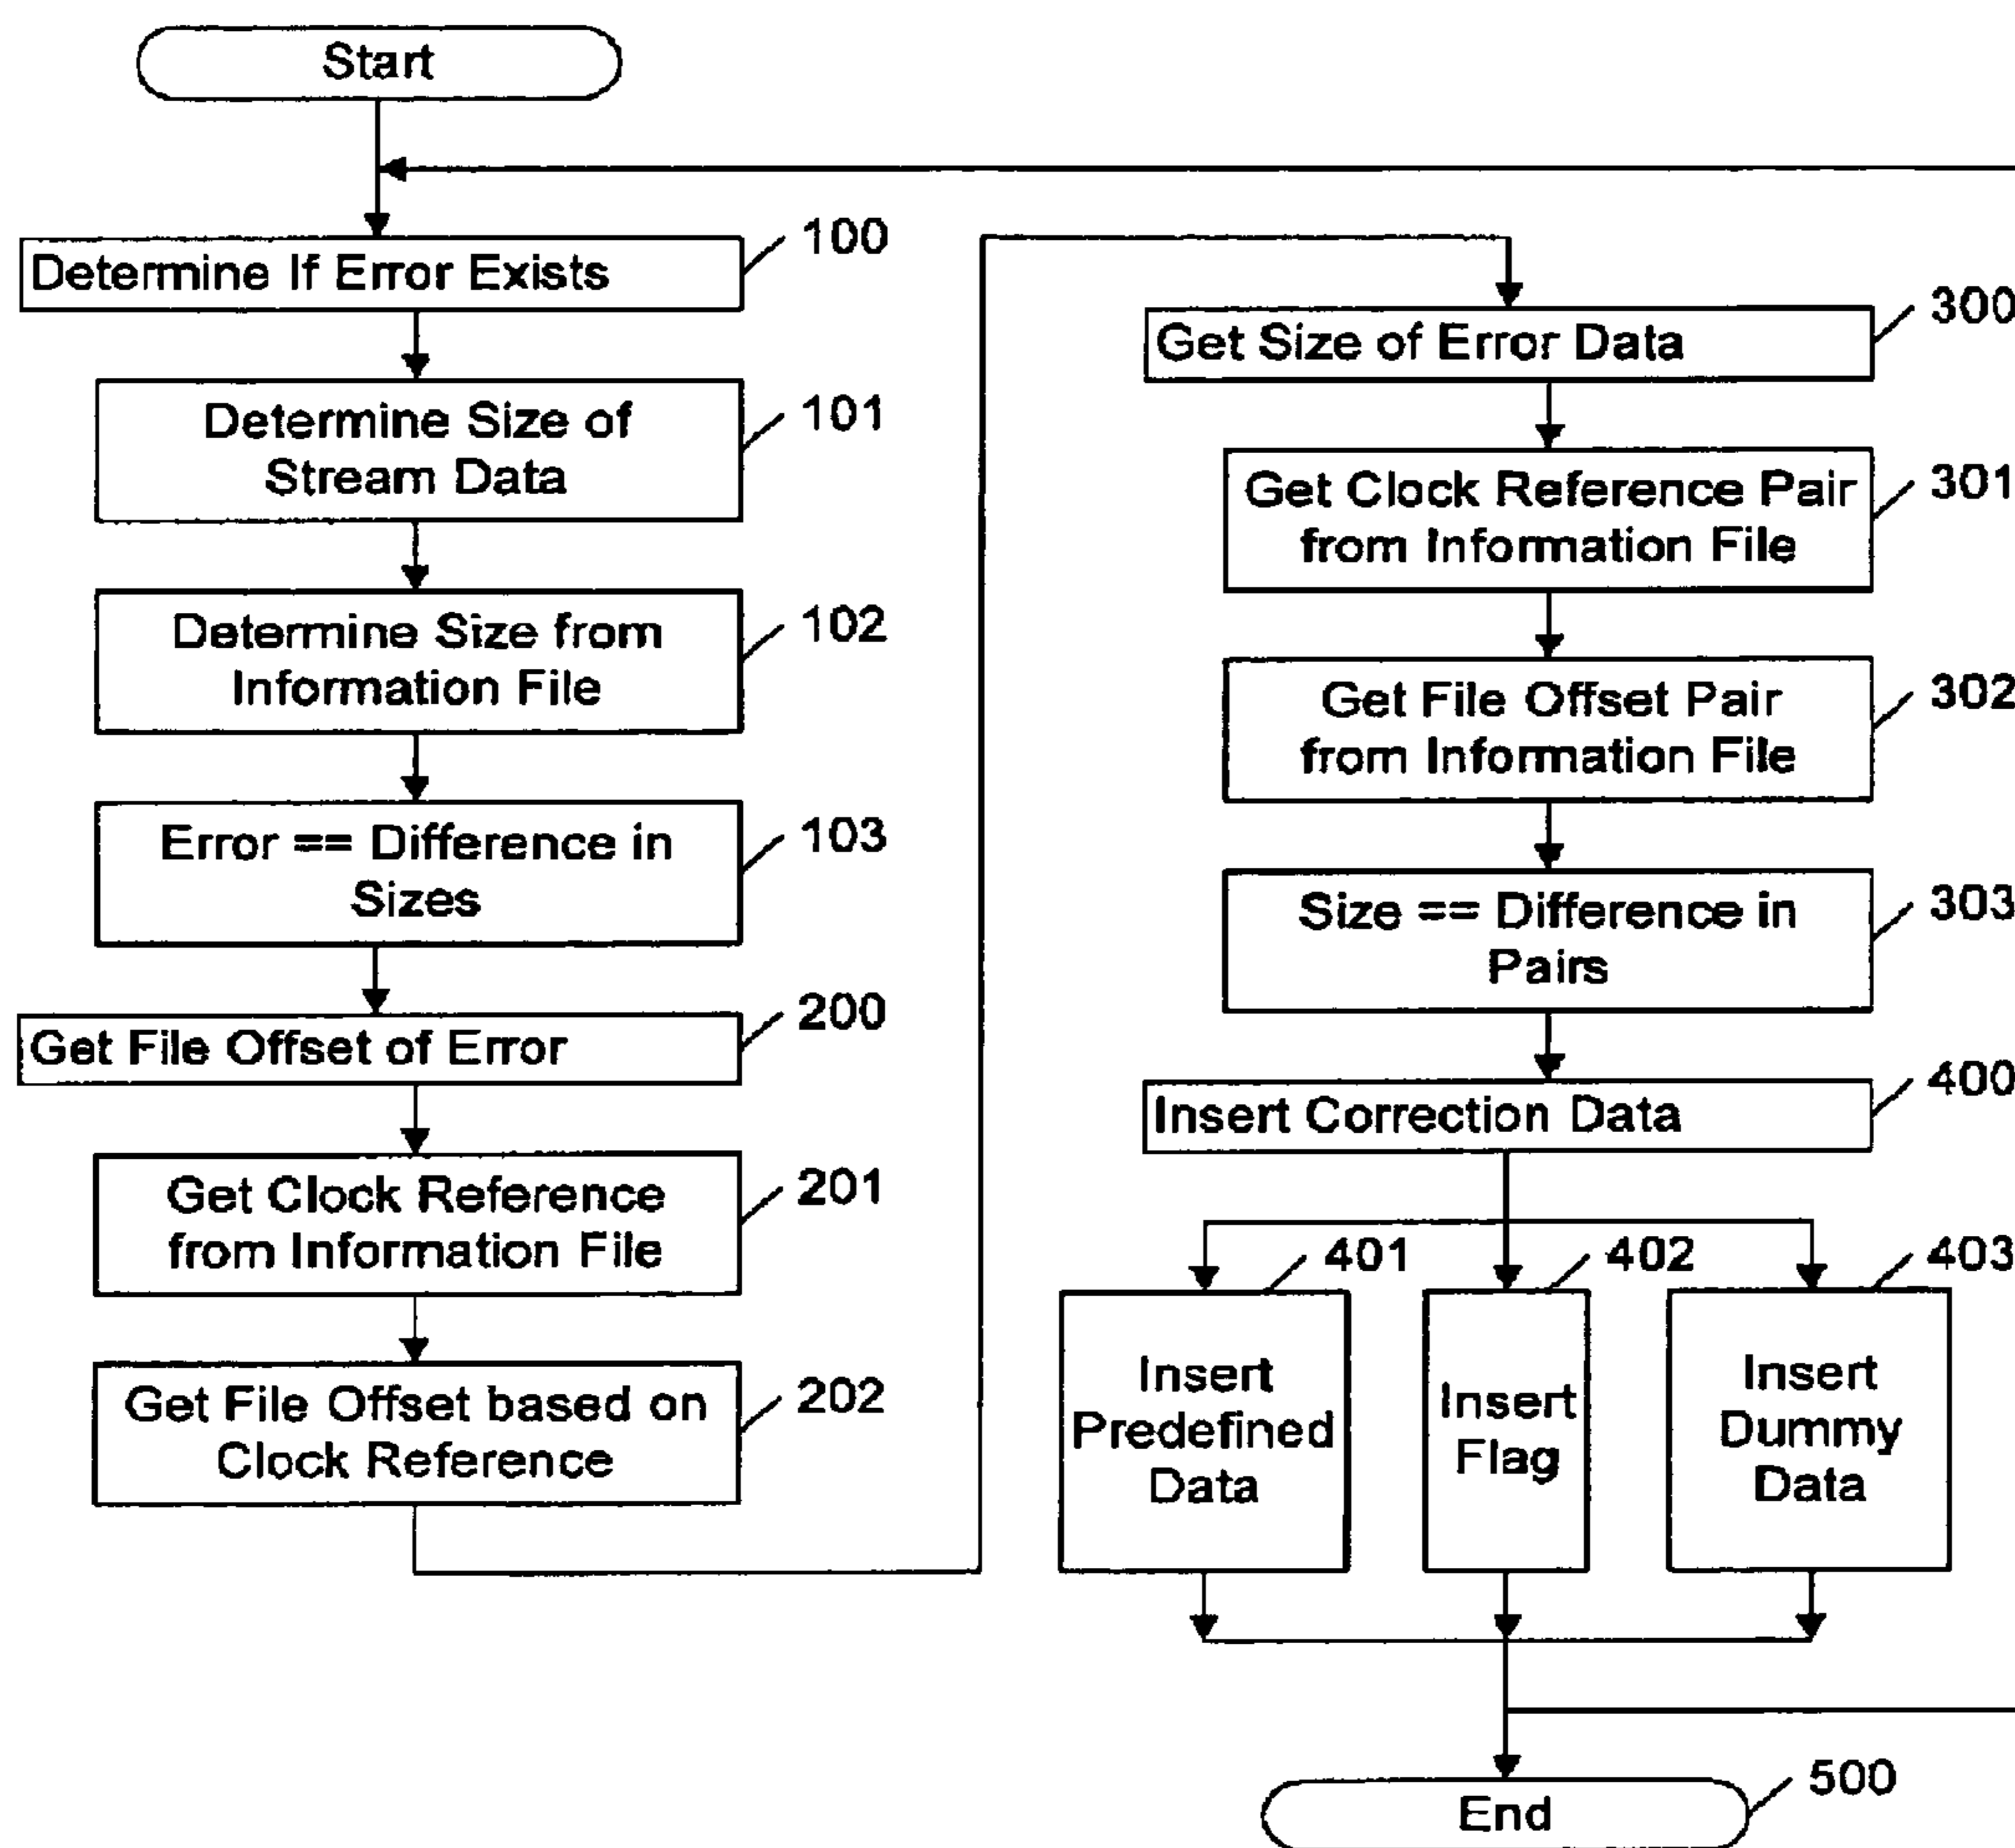 Start
Determine If Error Exists
100
Determine Size of
Stream Data
101
Determine Size from
Information File
102
Error == Difference in
Sizes
103
Get File Offset of Error
200
Get Clock Reference
from Information File
201
Get File Offset based on
Clock Reference
202
Get Size of Error Data
300
Get Clock Reference Pair
from Information File
301
Get File Offset Pair
from Information File
302
Size == Difference in
Pairs
303
Insert Correction Data
400
401
Insert
Predefined
Data
402
Insert
Flag
403
Insert
Dummy
Data
End
500